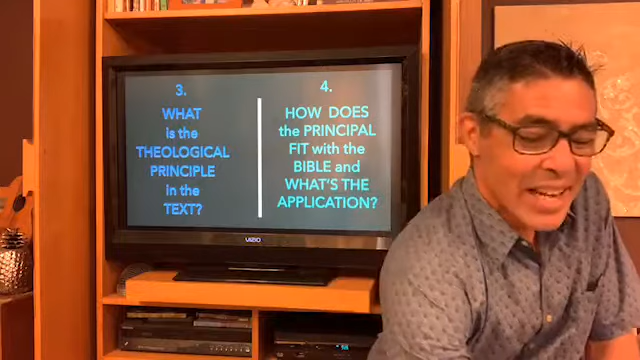 3.
WHAT
is the
THEOLOGICAL
PRINCIPLE
in the
TEXT?
4.
HOW DOES
the PRINCIPAL
FIT with the
BIBLE and
WHAT'S THE
APPLICATION?
VIZIO